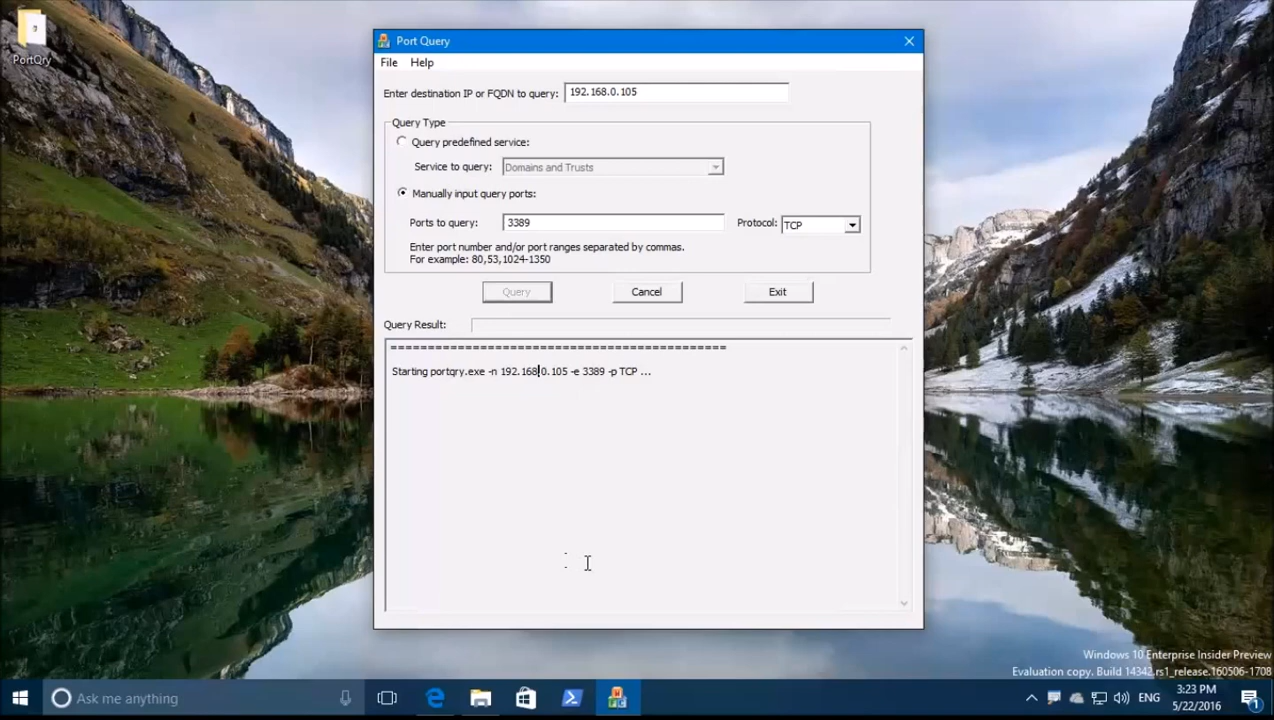 PortQry
Port Query
File Help
Enter destination IP or FQDN to query: 192.168.0.105
Query Type
Query predefined service:
Service to query: Domains and Trusts
Manually input query ports:
Ports to query: 3389 Protocol: TCP
Enter port number and/or port ranges separated by commas.
For example: 80,53,1024-1350
Query Cancel Exit
Query Result:
=============================================
Starting portqry.exe -n 192.168.0.105 -e 3389 -p TCP ...
Windows 10 Enterprise Insider Preview
Evaluation copy. Build 14342.rs1_release.160506-1708
Ask me anything
ENG
3:23 PM
5/22/2016
1